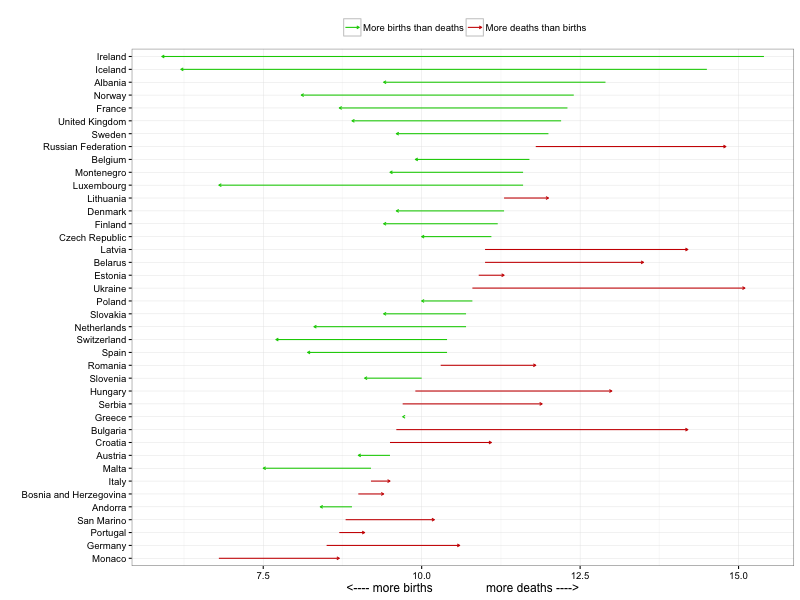 More births than deaths More deaths than births
Ireland
Iceland
Albania
Norway
France
United Kingdom
Sweden
Russian Federation
Belgium
Montenegro
Luxembourg
Lithuania
Denmark
Finland
Czech Republic
Latvia
Belarus
Estonia
Ukraine
Poland
Slovakia
Netherlands
Switzerland
Spain
Romania
Slovenia
Hungary
Serbia
Greece
Bulgaria
Croatia
Austria
Malta
Italy
Bosnia and Herzegovina
Andorra
San Marino
Portugal
Germany
Monaco
7.5 10.0 12.5 15.0
<---- more births more deaths ---->